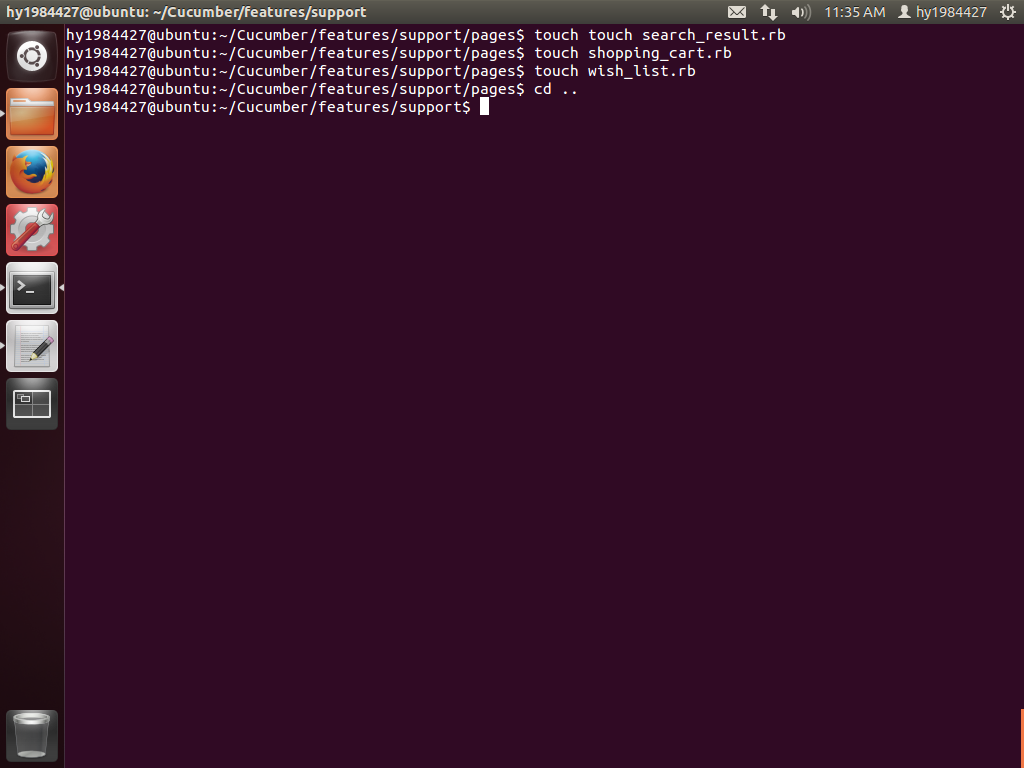 hy1984427@ubuntu: ~/Cucumber/features/support
11:35 AM
hy1984427
hy1984427@ubuntu:~/Cucumber/features/support/pages$ touch touch search_result.rb
hy1984427@ubuntu:~/Cucumber/features/support/pages$ touch shopping_cart.rb
hy1984427@ubuntu:~/Cucumber/features/support/pages$ touch wish_list.rb
hy1984427@ubuntu:~/Cucumber/features/support/pages$ cd ..
hy1984427@ubuntu:~/Cucumber/features/support$
>_